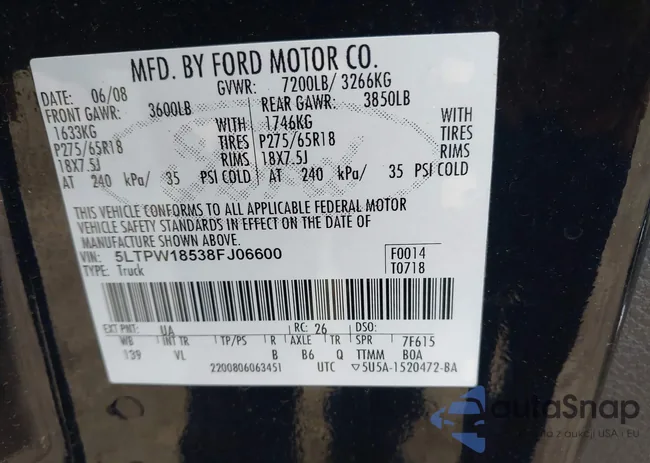 MFD. BY FORD MOTOR CO.
DATE: 06/08 GVWR: 7200LB/ 3266KG
FRONT GAWR: 3600LB REAR GAWR: 3850LB
1633KG WITH 1746KG WITH
P275/65R18 TIRES P275/65R18 TIRES
18X7.5J RIMS 18X7.5J RIMS
AT 240 kPa/ 35 PSI COLD AT 240 kPa/ 35 PSI COLD
THIS VEHICLE CONFORMS TO ALL APPLICABLE FEDERAL MOTOR
VEHICLE SAFETY STANDARDS IN EFFECT ON THE DATE OF
MANUFACTURE SHOWN ABOVE.
VIN: 5LTPW18538FJ06600 F0014
TYPE: Truck T0718
EXT PNT: UA RC: 26 DSO:
WB INT TR TP/PS R AXLE TR SPR 7F615
139 VL B B6 Q TTMM BOA
2200806063451 UTC ▽5U5A-1520472-BA
autoSnap
auta z aukcji USA i EU